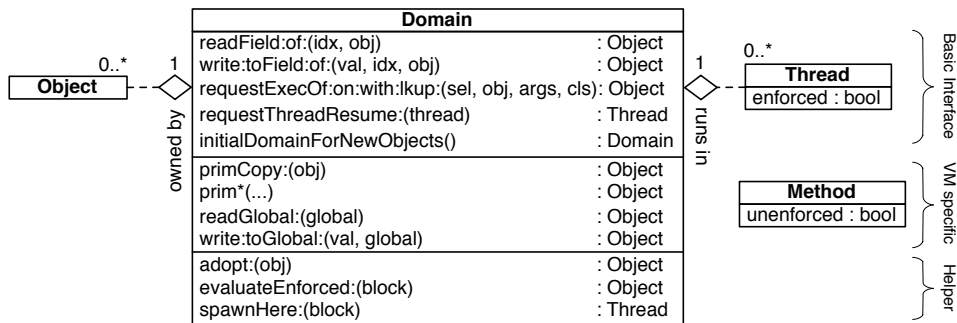 Domain
readField:of:(idx, obj) : Object
write:toField:of:(val, idx, obj) : Object
requestExecOf:on:with:lkup:(sel, obj, args, cls): Object
requestThreadResume:(thread) : Thread
initialDomainForNewObjects() : Domain
primCopy:(obj) : Object
prim*(...) : Object
readGlobal:(global) : Object
write:toGlobal:(val, global) : Object
adopt:(obj) : Object
evaluateEnforced:(block) : Object
spawnHere:(block) : Thread
0..* 1
Object
owned by
1 0..*
runs in
Thread
enforced : bool
Method
unenforced : bool
Basic Interface
VM specific
Helper